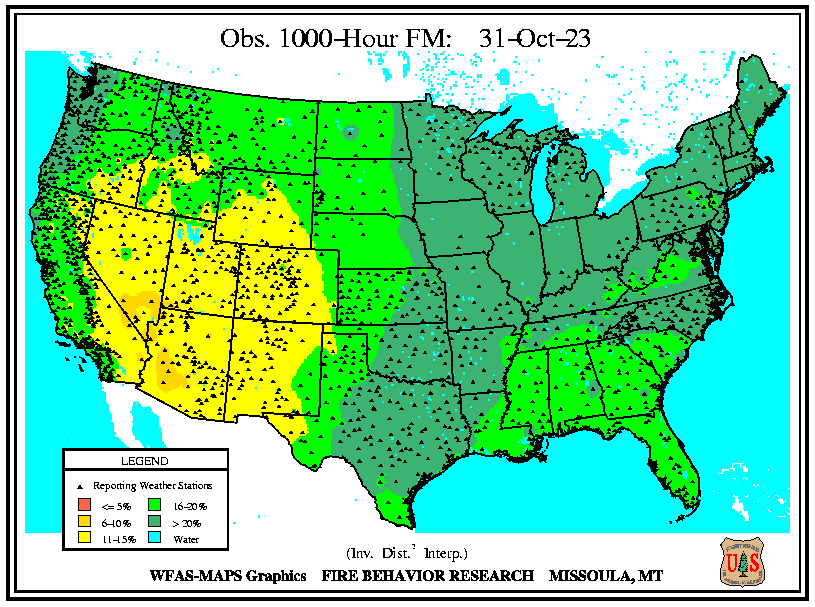 Obs. 1000-Hour FM: 31-Oct-23
LEGEND
Reporting Weather Stations
<= 5% 16-20%
6-10% > 20%
11-15% Water
(Inv. Dist.² Interp.)
WFAS-MAPS Graphics FIRE BEHAVIOR RESEARCH MISSOULA, MT
U S